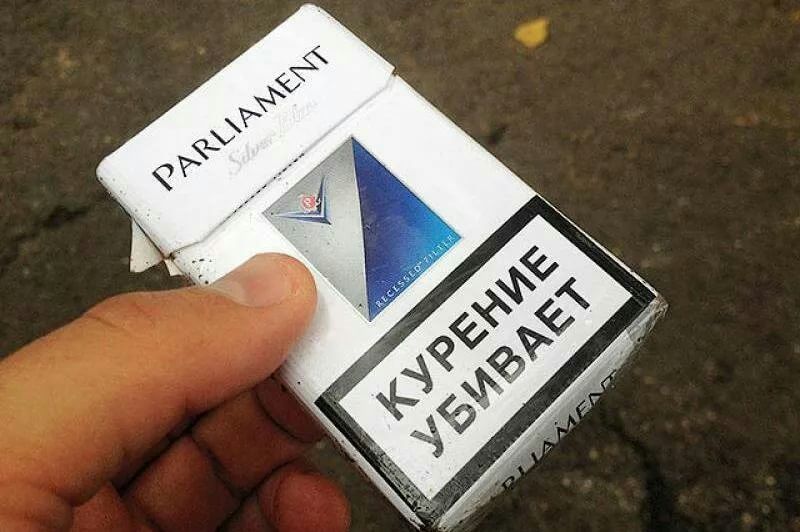 PARLIAMENT
Silver Blue
RECESSED FILTER
КУРЕНИЕ
УБИВАЕТ
PARLIAMENT